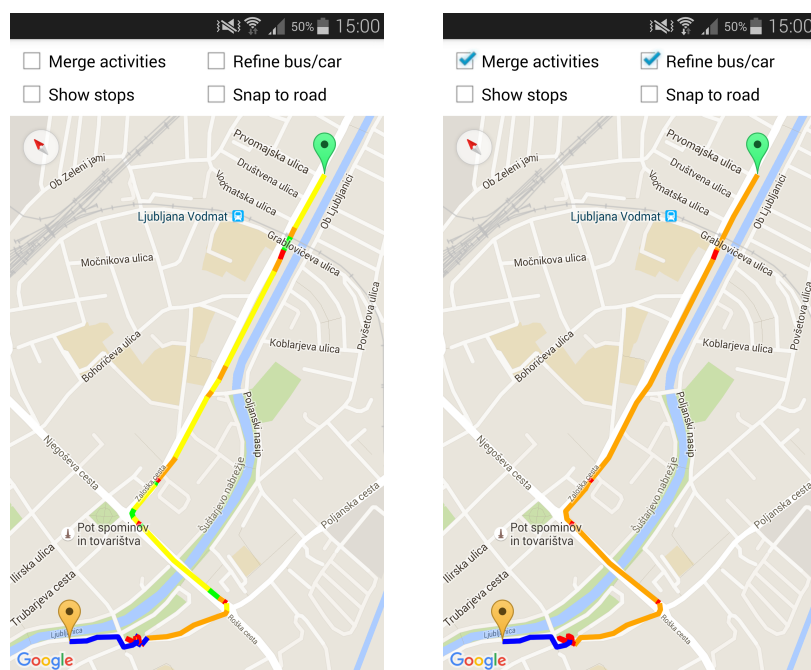 50% 15:00
Merge activities
Refine bus/car
Show stops
Snap to road
Prvomajska ulica
Društvena ulica
Ob Zeleni jami
Vodmatska ulica
Ob Ljubljanici
Ljubljana Vodmat
Grablovičeva ulica
Močnikova ulica
Povšetova ulica
Koblarjeva ulica
Bohoričeva ulica
Poljanski nasip
Njegoševa cesta
Zaloška cesta
Šuštarjevo nabrežje
Poljanska cesta
Pot spominov
in tovarištva
Ilirska ulica
Trubarjeva cesta
Roška cesta
Ljubljanica
Google
50% 15:00
Merge activities
Refine bus/car
Show stops
Snap to road
Prvomajska ulica
Društvena ulica
Ob Zeleni jami
Vodmatska ulica
Ob Ljubljanici
Ljubljana Vodmat
Grablovičeva ulica
Močnikova ulica
Povšetova ulica
Koblarjeva ulica
Bohoričeva ulica
Poljanski nasip
Njegoševa cesta
Zaloška cesta
Šuštarjevo nabrežje
Poljanska cesta
Pot spominov
in tovarištva
Ilirska ulica
Trubarjeva cesta
Roška cesta
Ljubljanica
Google